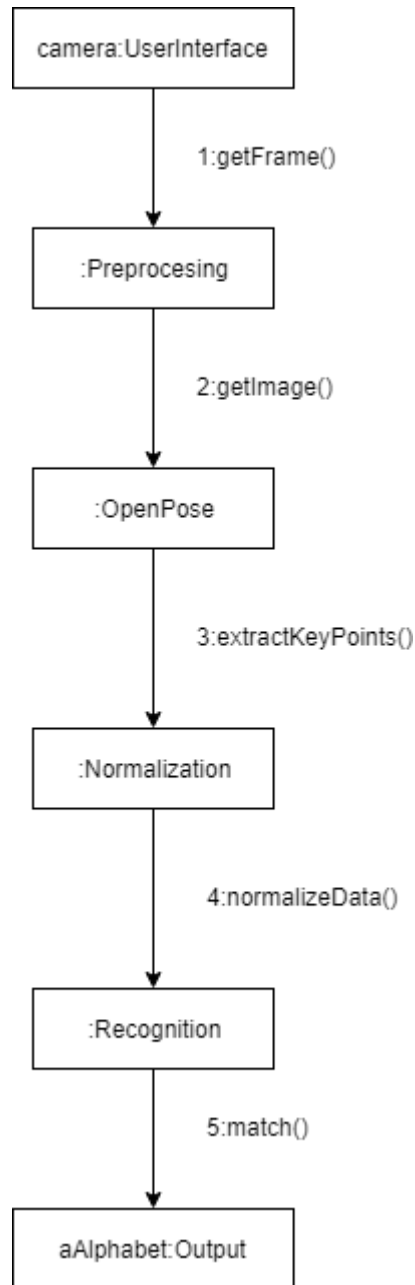 camera:UserInterface
1:getFrame()
:Preprocesing
2:getImage()
:OpenPose
3:extractKeyPoints()
:Normalization
4:normalizeData()
:Recognition
5:match()
aAlphabet:Output